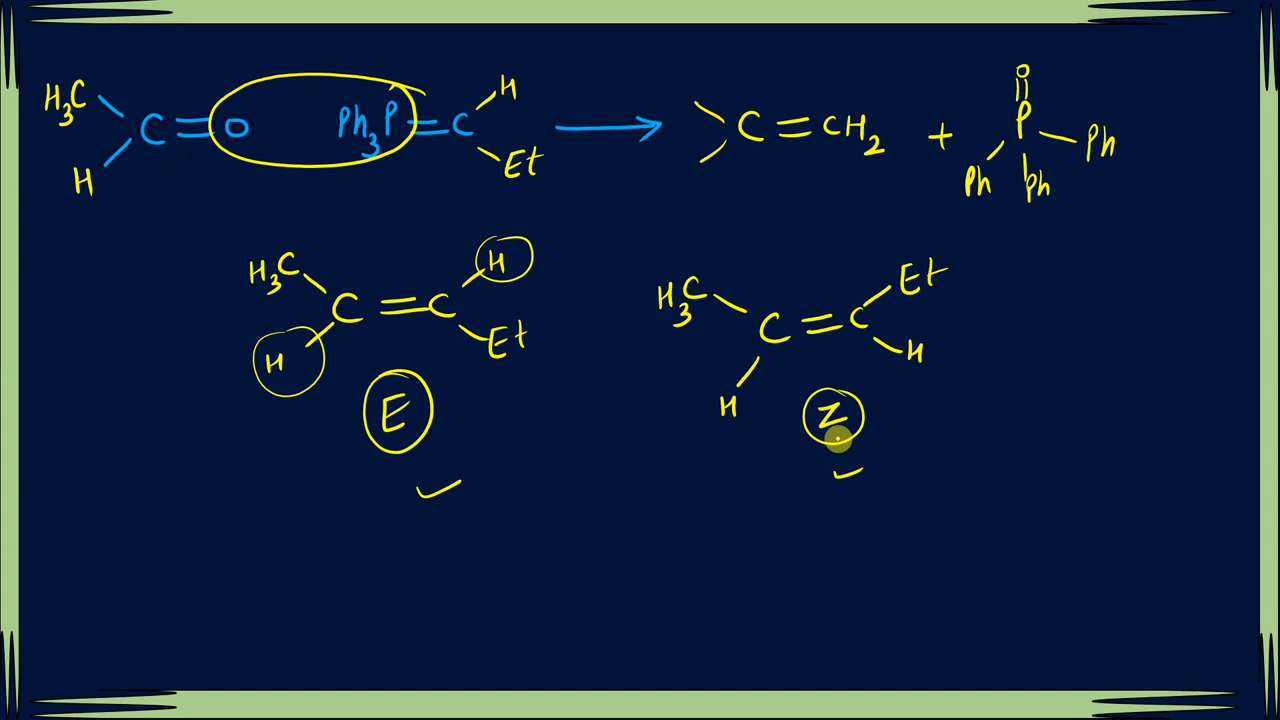 H₃C H C=O Ph₃P=C H Et → C=CH₂ + O=P Ph Ph Ph
H₃C H C=C H Et
H₃C H C=C Et H
E
Z